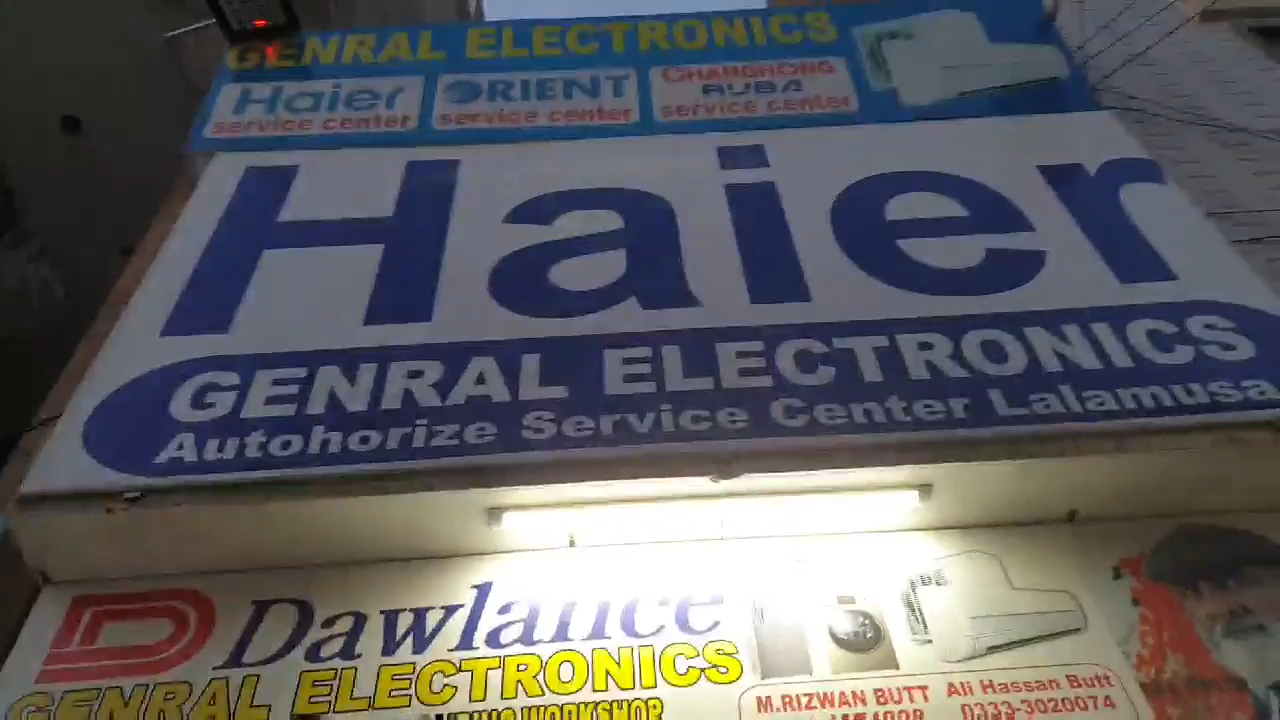 GENRAL ELECTRONICS
Haier
service center
ORIENT
service center
CHANGHONG
RUBA
service center
Haier
GENRAL ELECTRONICS
Autohorize Service Center Lalamusa
Dawlance
GENRAL ELECTRONICS
WORKSHOP
M.RIZWAN BUTT
Ali Hassan Butt
0333-3020074